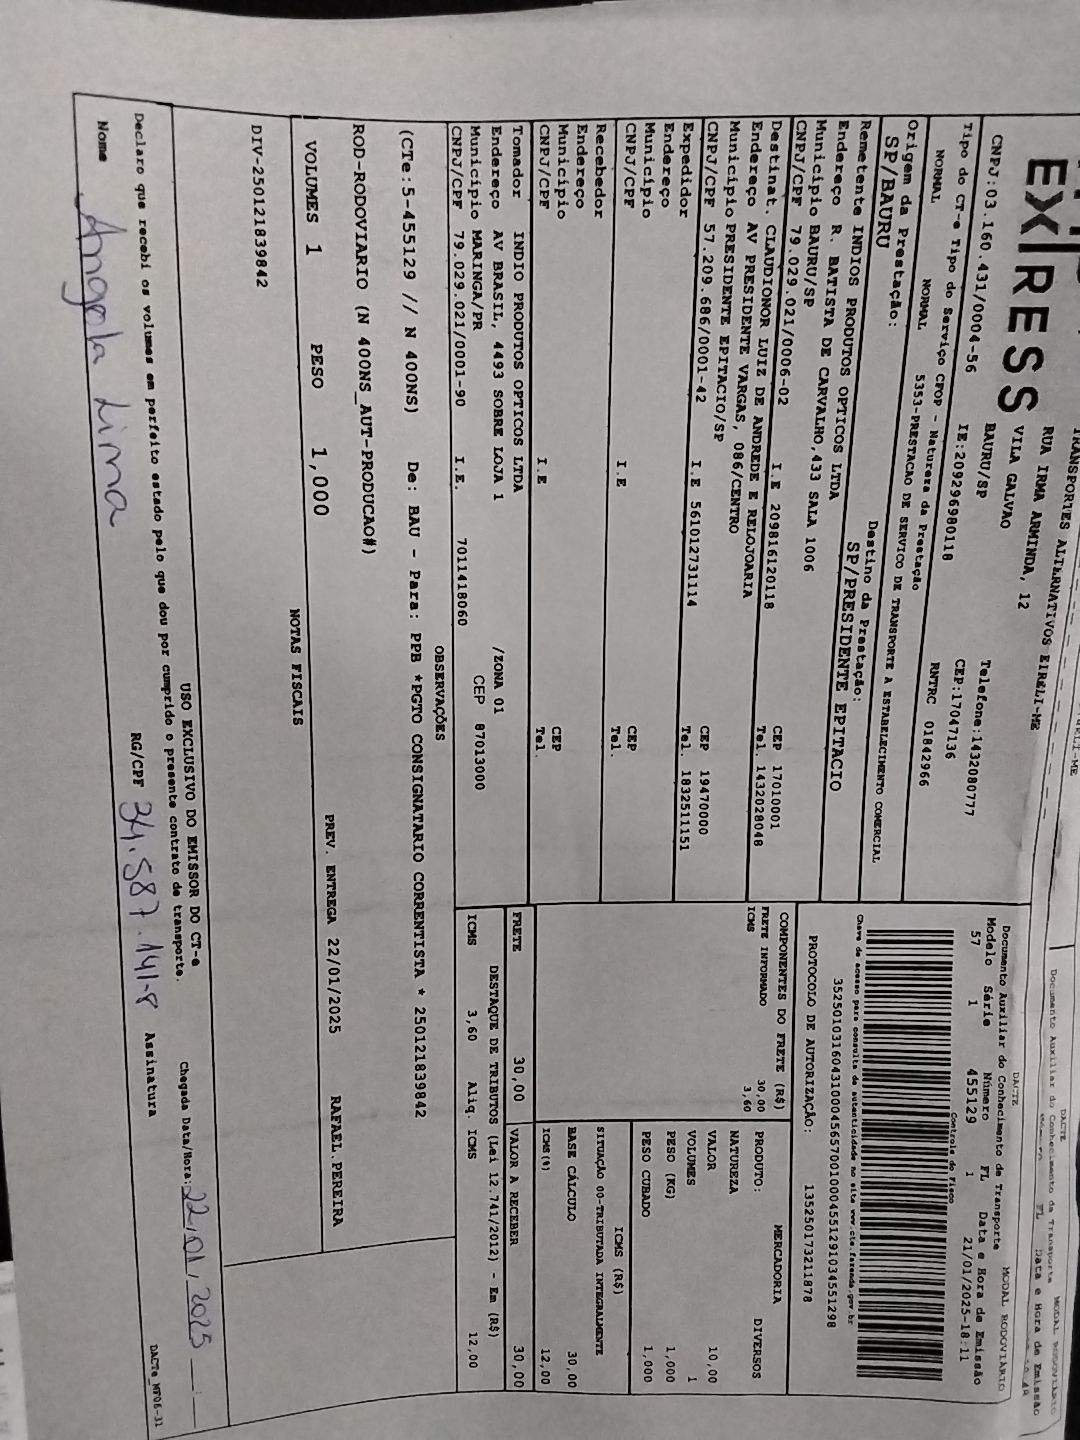 EX|RESS
TRANSPORTES ALTERNATIVOS EIRELI-ME
RUA IRMA ARMINDA, 12
VILA GALVAO
BAURU/SP
Telefone:1432080777
CNPJ:03.160.431/0004-56 IE:209296980118 CEP:17047136
Tipo do CT-e Tipo do Serviço CFOP - Natureza da Prestação RNTRC 01842966
NORMAL NORMAL 5353-PRESTACAO DE SERVICO DE TRANSPORTE A ESTABELECIMENTO COMERCIAL
Origem da Prestação: Destino da Prestação:
SP/BAURU SP/PRESIDENTE EPITACIO
Remetente INDIOS PRODUTOS OPTICOS LTDA
Endereço R. BATISTA DE CARVALHO,433 SALA 1006
Município BAURU/SP CEP 17010001
CNPJ/CPF 79.029.021/0006-02 I.E 209816120118 Tel. 1432028048
Destinat. CLAUDIONOR LUIZ DE ANDREDE E RELOJOARIA
Endereço AV PRESIDENTE VARGAS, 086/CENTRO
Município PRESIDENTE EPITACIO/SP CEP 19470000
CNPJ/CPF 57.209.686/0001-42 I.E 561012731114 Tel. 1832511151
Expedidor
Endereço
Município CEP
CNPJ/CPF I.E Tel.
Recebedor
Endereço
Município CEP
CNPJ/CPF I.E Tel.
Tomador INDIO PRODUTOS OPTICOS LTDA
Endereço AV BRASIL, 4493 SOBRE LOJA 1 /ZONA 01
Município MARINGA/PR CEP 87013000
CNPJ/CPF 79.029.021/0001-90 I.E. 7011418060
DACTE
Documento Auxiliar do Conhecimento de Transporte MODAL RODOVIARIO
Modelo Série Número FL Data e Hora de Emissão
57 1 455129 1 21/01/2025-18:11
Controle do Fisco
35250103160431000456570010004551291034551298
Chave de acesso para consulta de autenticidade no site www.cte.fazenda.gov.br
PROTOCOLO DE AUTORIZAÇÃO: 135250173211878
COMPONENTES DO FRETE (R$)
FRETE INFORMADO 30,00
ICMS 3,60
PRODUTO: MERCADORIA
NATUREZA DIVERSOS
VALOR 10,00
VOLUMES 1
PESO (KG) 1,000
PESO CUBADO 1,000
ICMS (R$)
SITUAÇÃO 00-TRIBUTADA INTEGRALMENTE
BASE CÁLCULO 30,00
ICMS(%) 12,00
FRETE 30,00 VALOR A RECEBER 30,00
DESTAQUE DE TRIBUTOS (Lei 12.741/2012) - Em (R$)
ICMS 3,60 Aliq. ICMS 12,00
OBSERVAÇÕES
(CTe:5-455129 // N 400NS) De: BAU - Para: PPB *PGTO CONSIGNATARIO CORRENTISTA * 250121839842
ROD-RODOVIARIO (N 400NS_AUT-PRODUCAO#)
VOLUMES 1 PESO 1,000 PREV. ENTREGA 22/01/2025 RAFAEL.PEREIRA
NOTAS FISCAIS
DIV-250121839842
USO EXCLUSIVO DO EMISSOR DO CT-e
Declaro que recebi os volumes em perfeito estado pelo que dou por cumprido o presente contrato de transporte.
Chegada Data/Hora: 22,01,2025
Nome Angela Lima RG/CPF 34.587.141-8 Assinatura
DACTe_MF06-31